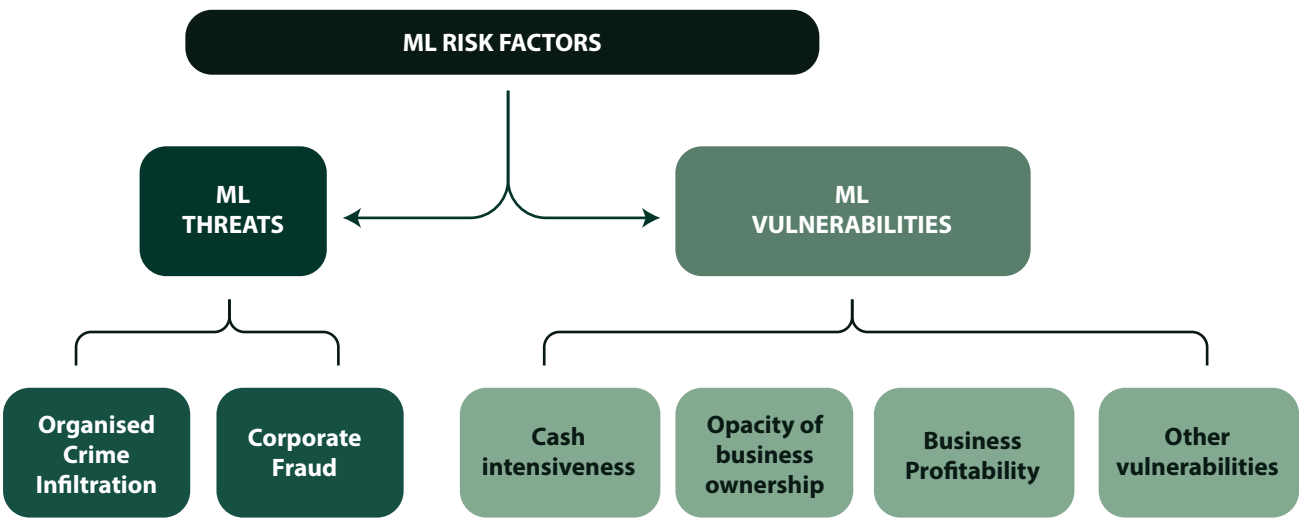 ML RISK FACTORS
ML
THREATS
ML
VULNERABILITIES
Organised
Crime
Infiltration
Corporate
Fraud
Cash
intensiveness
Opacity of
business
ownership
Business
Profitability
Other
vulnerabilities